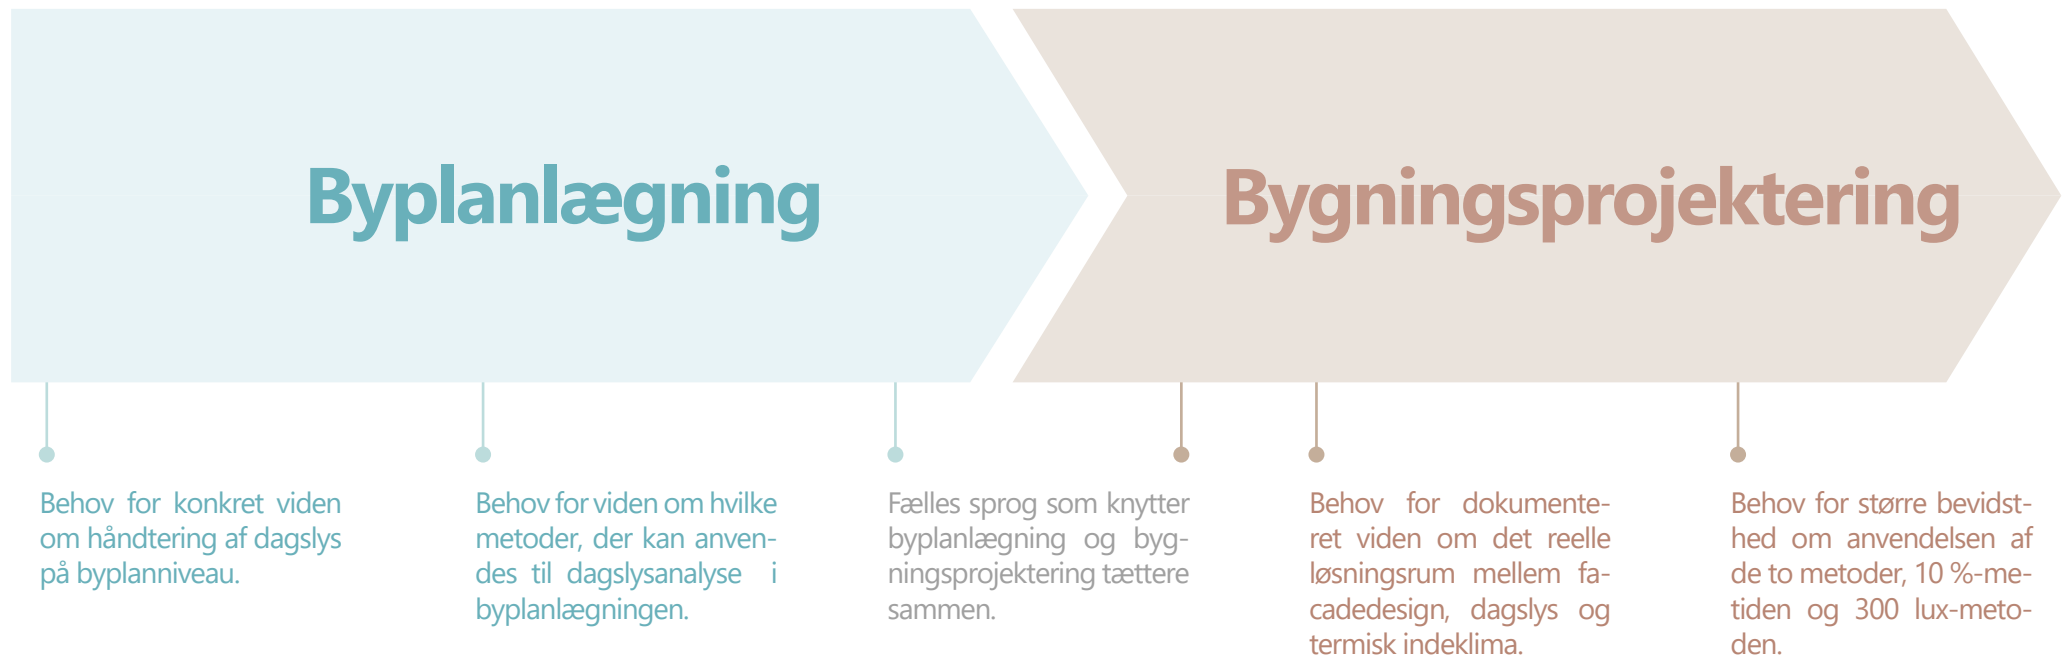 Byplanlægning
Bygningsprojektering
Behov for konkret viden
om håndtering af dagslys
på byplanniveau.
Behov for viden om hvilke
metoder, der kan anven-
des til dagslysanalyse i
byplanlægningen.
Fælles sprog som knytter
byplanlægning og byg-
ningsprojektering tættere
sammen.
Behov for dokumente-
ret viden om det reelle
løsningsrum mellem fa-
cadedesign, dagslys og
termisk indeklima.
Behov for større bevidst-
hed om anvendelsen af
de to metoder, 10 %-me-
tiden og 300 lux-meto-
den.